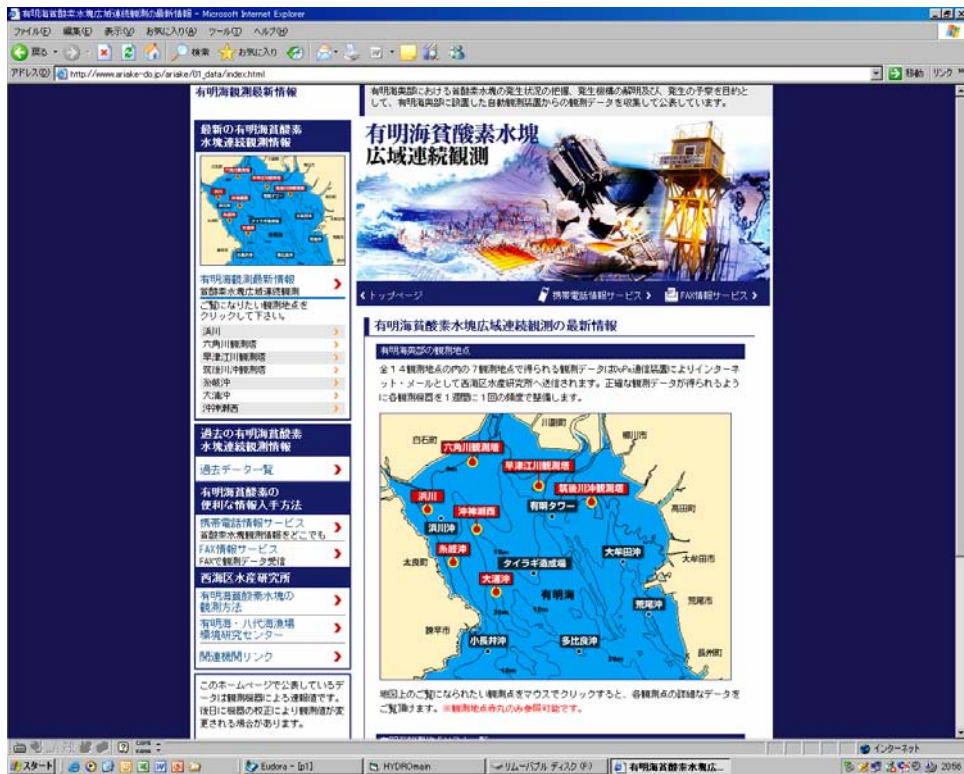 有明海貧酸素水塊広域連続観測の最新情報 - Microsoft Internet Explorer
ファイル(F) 編集(E) 表示(V) お気に入り(A) ツール(T) ヘルプ(H)
戻る 検索 お気に入り
アドレス(D) http://www.ariake-do.jp/ariake/01_data/index.html 移動 リンク
有明海観測最新情報
最新の有明海貧酸素
水塊連続観測情報
有明海観測最新情報
貧酸素水塊広域連続観測
ご覧になりたい観測地点を
クリックして下さい。
浜川
六角川観測塔
早津江川観測塔
筑後川沖観測塔
糸岐沖
大浦沖
沖神瀬西
過去の有明海貧酸素
水塊連続観測情報
過去データ一覧
有明海貧酸素の
便利な情報入手方法
携帯電話情報サービス
貧酸素水塊観測情報をどこでも
FAX情報サービス
FAXで観測データ受信
西海区水産研究所
有明海貧酸素水塊の
観測方法
有明海・八代海漁場
環境研究センター
関連機関リンク
このホームページで公表しているデ
ータは観測機器による速報値です。
後日に機器の校正により観測値が変
更される場合があります。
有明海奥部における貧酸素水塊の発生状況の把握、発生機構の解明及び、発生の予察を目的と
して、有明海奥部に設置した自動観測装置からの観測データを収集して公表しています。
有明海貧酸素水塊
広域連続観測
トップページ 携帯電話情報サービス FAX情報サービス
有明海貧酸素水塊広域連続観測の最新情報
有明海奥部の観測地点
全14観測地点の内の7観測地点で得られる観測データはDoPa通信装置によりインターネ
ット・メールとして西海区水産研究所へ送信されます。正確な観測データが得られるよう
に各観測機器を1週間に1回の頻度で整備します。
川副町
白石町
柳川市
六角川観測塔
早津江川観測塔
筑後川沖観測塔
浜川
沖神瀬西
有明タワー
高田町
浜川沖
糸岐沖
大牟田沖
太良町
タイラギ造成場
大牟田市
大浦沖
有明海
荒尾沖
荒尾市
諫早市
小長井沖
多比良沖
長州町
地図上のご覧になられたい観測点をマウスでクリックすると、各観測点の詳細なデータを
ご覧頂けます。※観測地点赤丸のみ参照可能です。
インターネット
スタート Eudora - [p1] HYDROmain リムーバブル ディスク (F:) 有明海貧酸素水塊広... 20:56